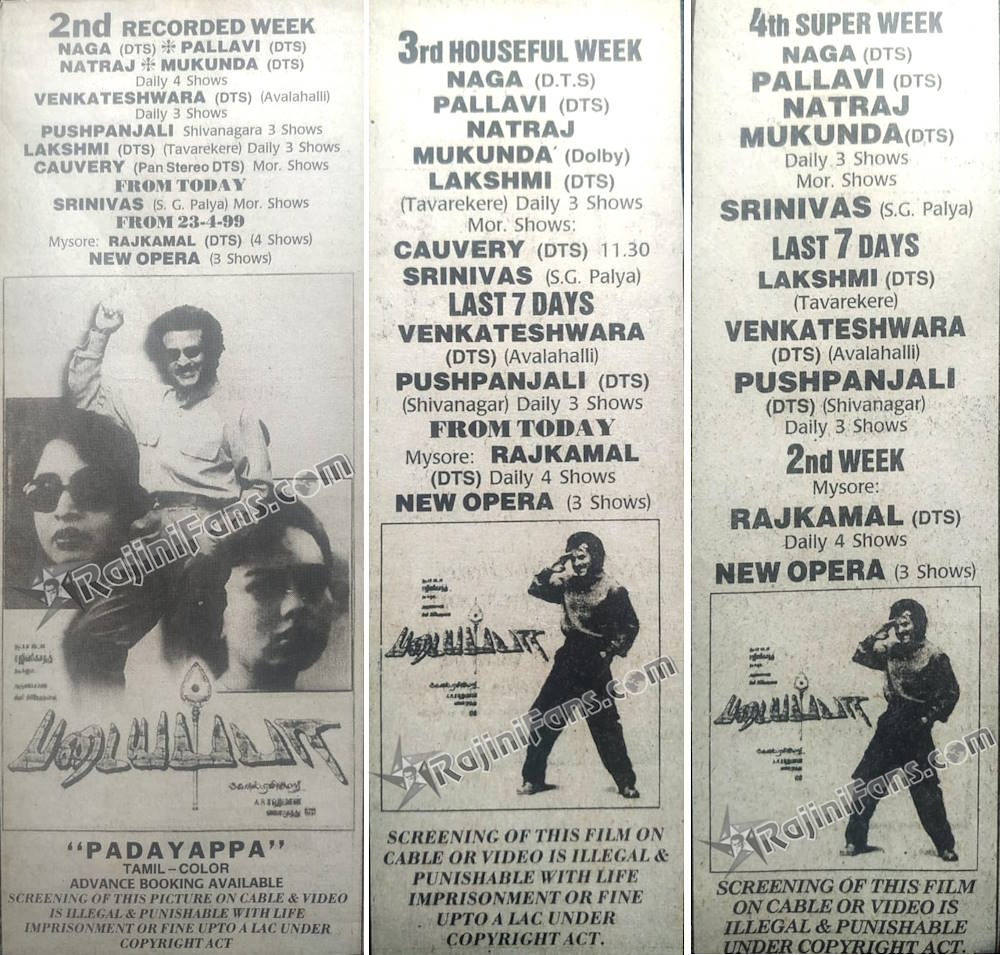 2nd RECORDED WEEK
NAGA (DTS) ❉ PALLAVI (DTS)
NATRAJ ❉ MUKUNDA (DTS)
Daily 4 Shows
VENKATESHWARA (DTS) (Avalahalli)
Daily 3 Shows
PUSHPANJALI Shivanagara 3 Shows
LAKSHMI (DTS) (Tavarekere) Daily 3 Shows
CAUVERY (Pan Stereo DTS) Mor. Shows
FROM TODAY
SRINIVAS (S. G. Palya) Mor. Shows
FROM 23-4-99
Mysore: RAJKAMAL (DTS) (4 Shows)
NEW OPERA (3 Shows)
RajiniFans.com
ரஜினிகாந்த்
படையப்பா
கே.எஸ்.ரவிகுமார்
A.R.ரஹ்மான்
வைரமுத்து
"PADAYAPPA"
TAMIL-COLOR
ADVANCE BOOKING AVAILABLE
SCREENING OF THIS PICTURE ON CABLE & VIDEO
IS ILLEGAL & PUNISHABLE WITH LIFE
IMPRISONMENT OR FINE UPTO A LAC UNDER
COPYRIGHT ACT
3rd HOUSEFUL WEEK
NAGA (D.T.S)
PALLAVI (DTS)
NATRAJ
MUKUNDA (Dolby)
LAKSHMI (DTS)
(Tavarekere) Daily 3 Shows
Mor. Shows:
CAUVERY (DTS) 11.30
SRINIVAS (S.G. Palya)
LAST 7 DAYS
VENKATESHWARA
(DTS) (Avalahalli)
PUSHPANJALI (DTS)
(Shivanagar) Daily 3 Shows
FROM TODAY
Mysore: RAJKAMAL
(DTS) Daily 4 Shows
NEW OPERA (3 Shows)
படையப்பா
RajiniFans.com
SCREENING OF THIS FILM ON
CABLE OR VIDEO IS ILLEGAL &
PUNISHABLE WITH LIFE
IMPRISONMENT OR FINE
UPTO A LAC UNDER
COPYRIGHT ACT.
4th SUPER WEEK
NAGA (DTS)
PALLAVI (DTS)
NATRAJ
MUKUNDA (DTS)
Daily 3 Shows
Mor. Shows
SRINIVAS (S.G. Palya)
LAST 7 DAYS
LAKSHMI (DTS)
(Tavarekere)
VENKATESHWARA
(DTS) (Avalahalli)
PUSHPANJALI
(DTS) (Shivanagar)
Daily 3 Shows
2nd WEEK
Mysore:
RAJKAMAL (DTS)
Daily 4 Shows
NEW OPERA (3 Shows)
படையப்பா
RajiniFans.com
SCREENING OF THIS FILM
ON CABLE OR VIDEO IS
ILLEGAL & PUNISHABLE
UNDER COPYRIGHT ACT.